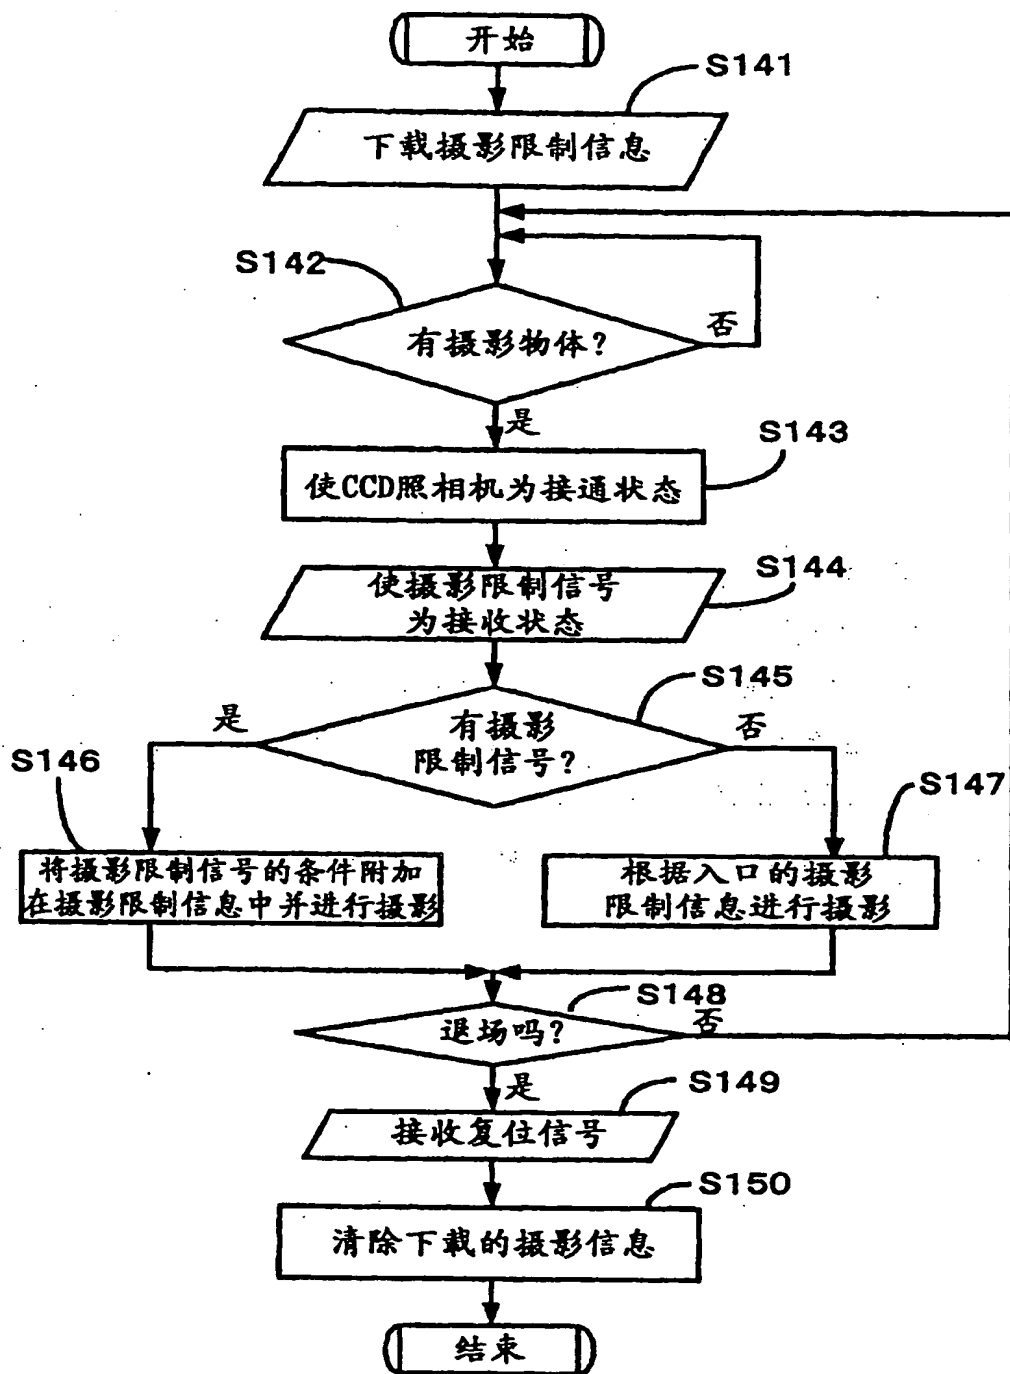 开始
S141
下载摄影限制信息
S142
有摄影物体?
否
是
S143
使CCD照相机为接通状态
S144
使摄影限制信号
为接收状态
S145
有摄影
限制信号?
是
否
S146
将摄影限制信号的条件附加
在摄影限制信息中并进行摄影
S147
根据入口的摄影
限制信息进行摄影
S148
退场吗?
否
是
S149
接收复位信号
S150
清除下载的摄影信息
结束